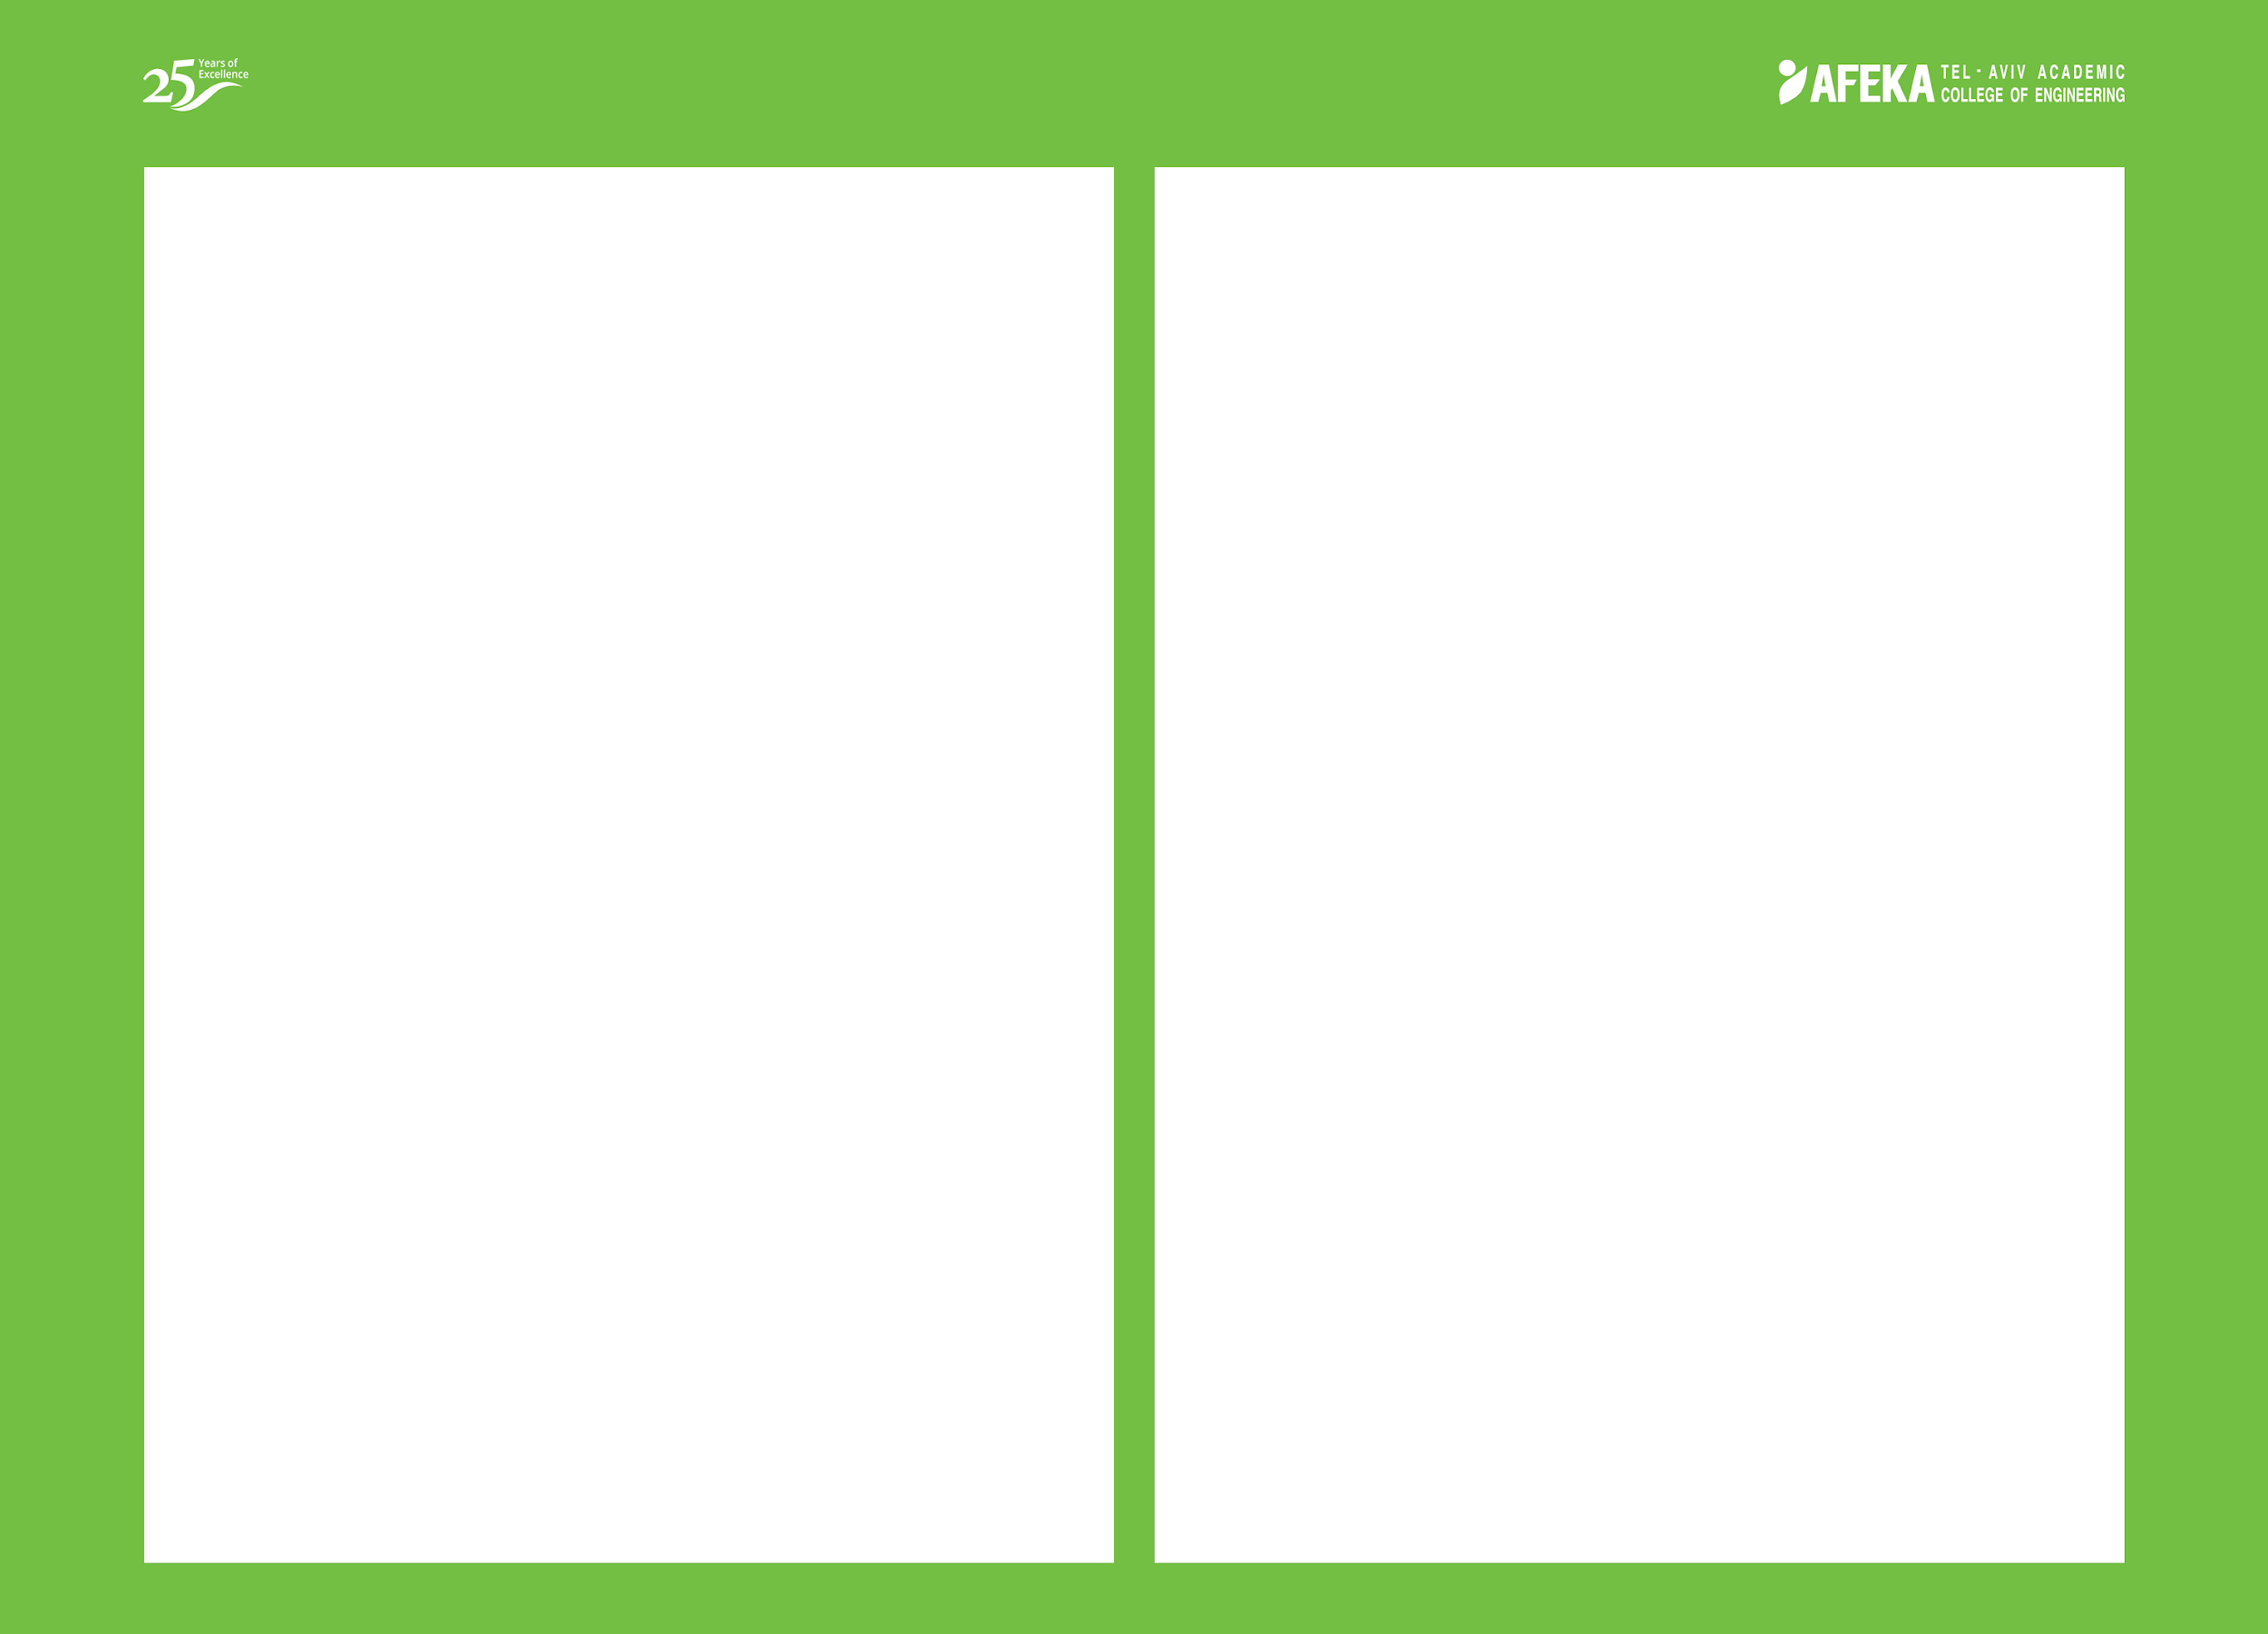 25 Years of
Excellence
AFEKA TEL - AVIV ACADEMIC
COLLEGE OF ENGINEERING